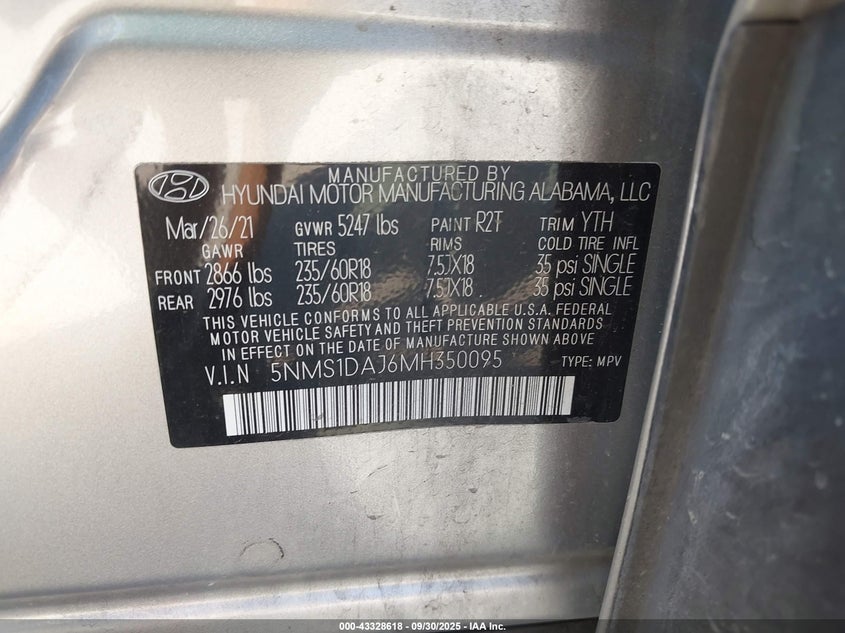 MANUFACTURED BY
HYUNDAI MOTOR MANUFACTURING ALABAMA, LLC
Mar/26/21 GVWR 5247 lbs PAINT R2T TRIM YTH
GAWR TIRES RIMS COLD TIRE INFL
FRONT 2866 lbs 235/60R18 7.5JX18 35 psi SINGLE
REAR 2976 lbs 235/60R18 7.5JX18 35 psi SINGLE
THIS VEHICLE CONFORMS TO ALL APPLICABLE U.S.A. FEDERAL
MOTOR VEHICLE SAFETY AND THEFT PREVENTION STANDARDS
IN EFFECT ON THE DATE OF MANUFACTURE SHOWN ABOVE
V.I.N 5NMS1DAJ6MH350095 TYPE: MPV
000-43328618 - 09/30/2025 - IAA Inc.